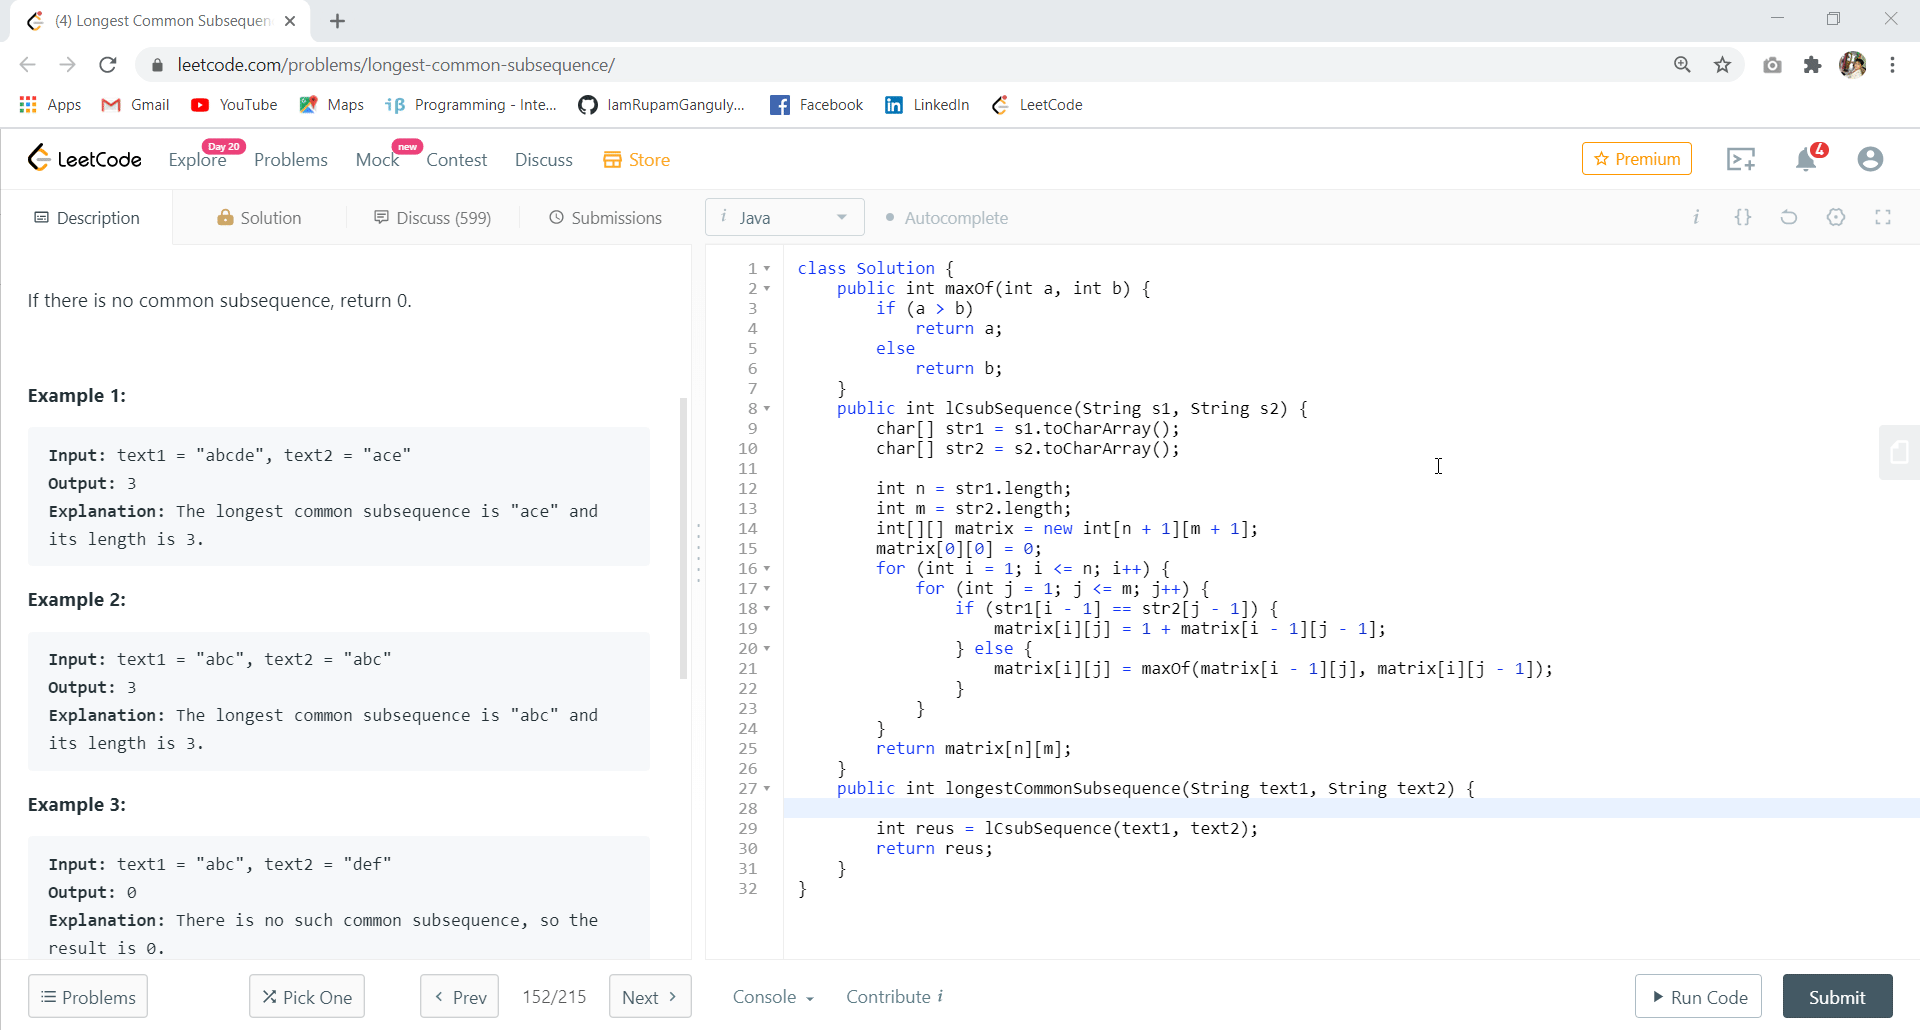 (4) Longest Common Subsequen
leetcode.com/problems/longest-common-subsequence/
Apps Gmail YouTube Maps Programming - Inte... IamRupamGanguly... Facebook LinkedIn LeetCode
LeetCode Explore Day 20 Problems Mock new Contest Discuss Store Premium 4
Description Solution Discuss (599) Submissions i Java Autocomplete i {}
If there is no common subsequence, return 0.
Example 1:
Input: text1 = "abcde", text2 = "ace"
Output: 3
Explanation: The longest common subsequence is "ace" and
its length is 3.
Example 2:
Input: text1 = "abc", text2 = "abc"
Output: 3
Explanation: The longest common subsequence is "abc" and
its length is 3.
Example 3:
Input: text1 = "abc", text2 = "def"
Output: 0
Explanation: There is no such common subsequence, so the
result is 0.
1 class Solution {
2 public int maxOf(int a, int b) {
3 if (a > b)
4 return a;
5 else
6 return b;
7 }
8 public int lCsubSequence(String s1, String s2) {
9 char[] str1 = s1.toCharArray();
10 char[] str2 = s2.toCharArray();
11
12 int n = str1.length;
13 int m = str2.length;
14 int[][] matrix = new int[n + 1][m + 1];
15 matrix[0][0] = 0;
16 for (int i = 1; i <= n; i++) {
17 for (int j = 1; j <= m; j++) {
18 if (str1[i - 1] == str2[j - 1]) {
19 matrix[i][j] = 1 + matrix[i - 1][j - 1];
20 } else {
21 matrix[i][j] = maxOf(matrix[i - 1][j], matrix[i][j - 1]);
22 }
23 }
24 }
25 return matrix[n][m];
26 }
27 public int longestCommonSubsequence(String text1, String text2) {
28
29 int reus = lCsubSequence(text1, text2);
30 return reus;
31 }
32 }
Problems Pick One Prev 152/215 Next Console Contribute i Run Code Submit